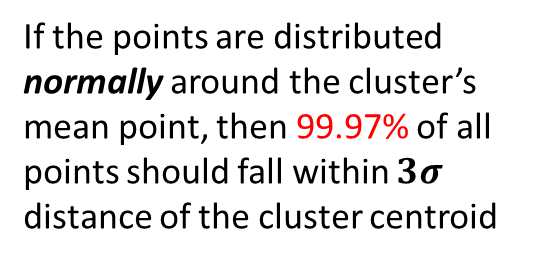 If the points are distributed
normally around the cluster’s
mean point, then 99.97% of all
points should fall within 3σ
distance of the cluster centroid